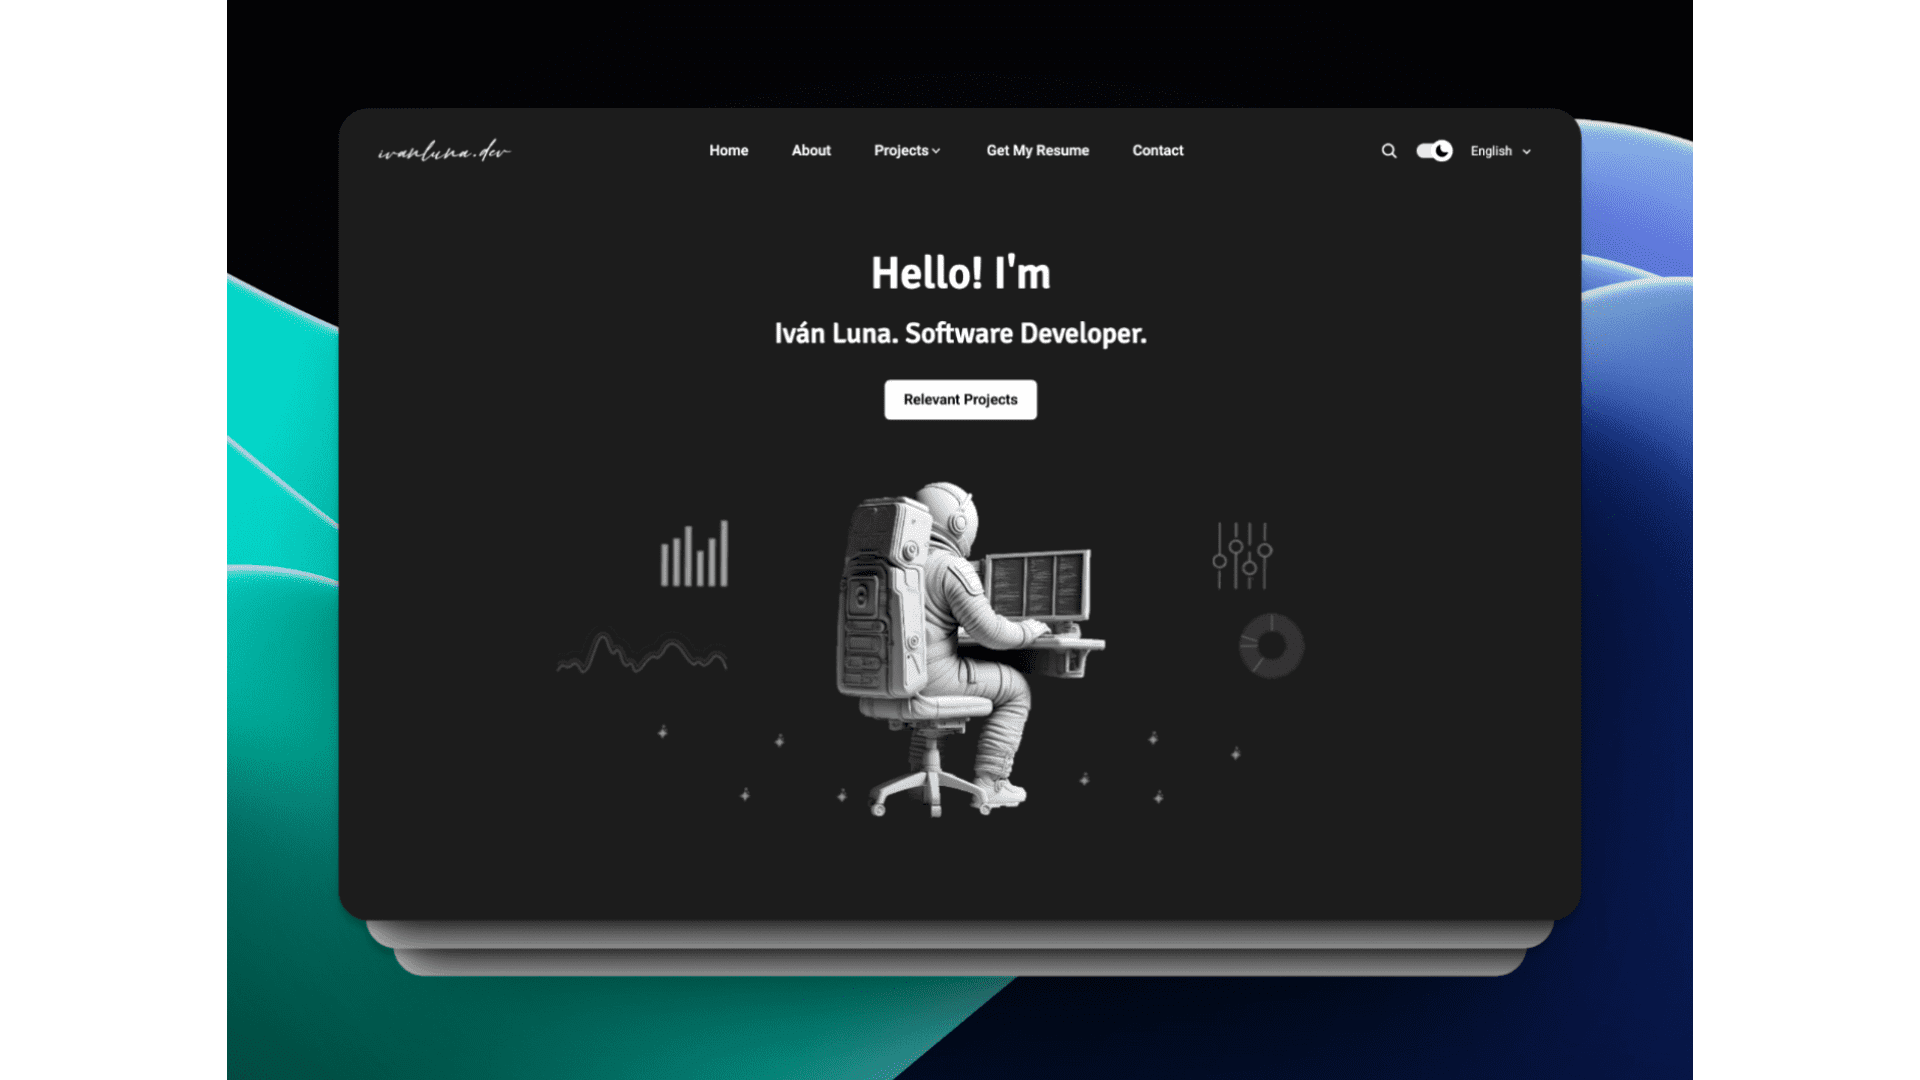 ivanluna.dev
Home About Projects Get My Resume Contact English
Hello! I'm
Iván Luna. Software Developer.
Relevant Projects